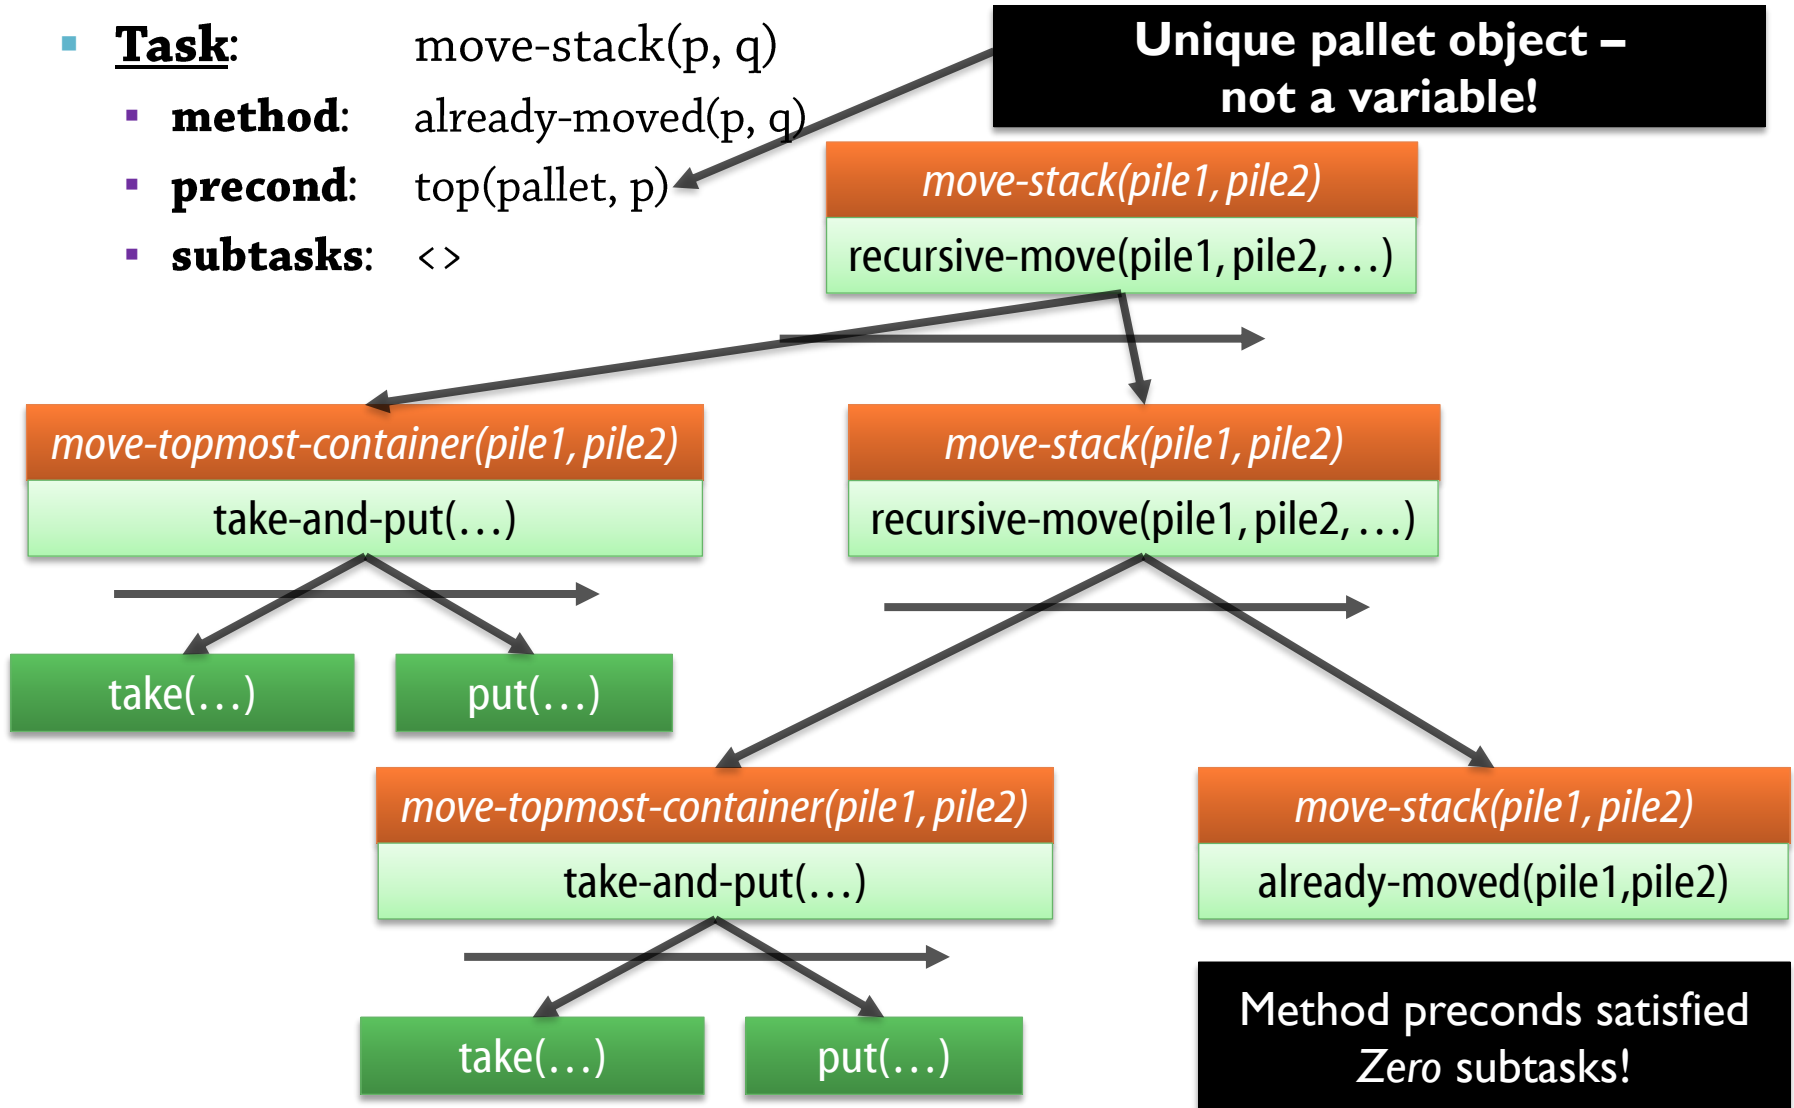 Task: move-stack(p, q)
method: already-moved(p, q)
precond: top(pallet, p)
subtasks: <>
Unique pallet object –
not a variable!
move-stack(pile1, pile2)
recursive-move(pile1, pile2, …)
move-topmost-container(pile1, pile2)
take-and-put(…)
move-stack(pile1, pile2)
recursive-move(pile1, pile2, …)
take(…)
put(…)
move-topmost-container(pile1, pile2)
take-and-put(…)
move-stack(pile1, pile2)
already-moved(pile1,pile2)
take(…)
put(…)
Method preconds satisfied
Zero subtasks!